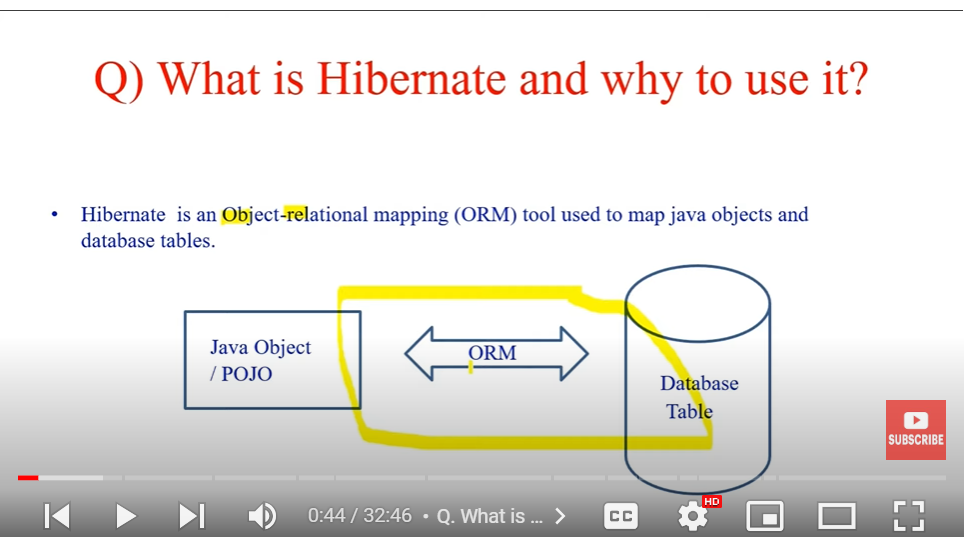 Q) What is Hibernate and why to use it?
• Hibernate is an Object-relational mapping (ORM) tool used to map java objects and
database tables.
Java Object
/ POJO
ORM
Database
Table
SUBSCRIBE
HD
0:44 / 32:46 • Q. What is ... >
CC